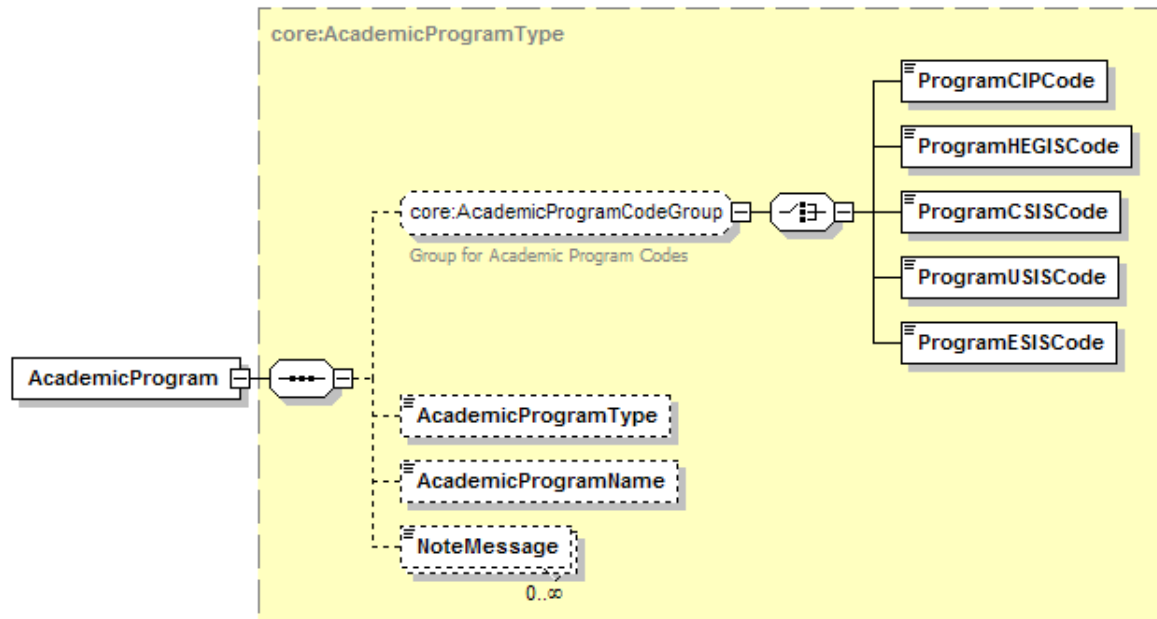 core:AcademicProgramType
ProgramCIPCode
ProgramHEGISCode
core:AcademicProgramCodeGroup
ProgramCSISCode
Group for Academic Program Codes
ProgramUSISCode
ProgramESISCode
AcademicProgram
AcademicProgramType
AcademicProgramName
NoteMessage
0..∞